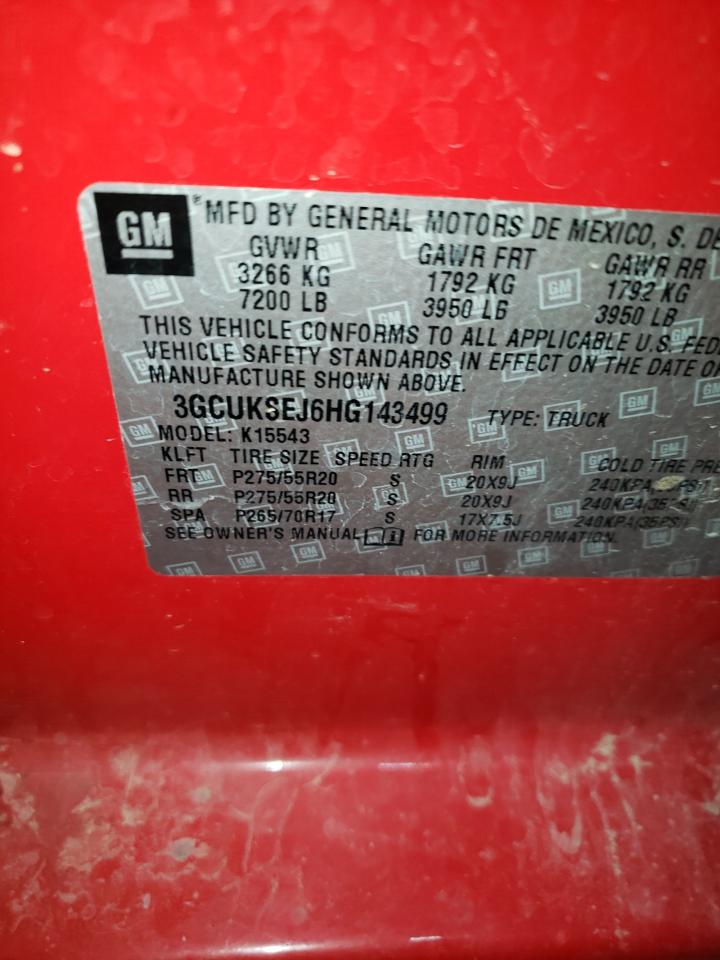 GM
MFD BY GENERAL MOTORS DE MEXICO, S. DE
GVWR GAWR FRT GAWR RR
3266 KG 1792 KG 1792 KG
7200 LB 3950 LB 3950 LB
THIS VEHICLE CONFORMS TO ALL APPLICABLE U.S. FED
VEHICLE SAFETY STANDARDS IN EFFECT ON THE DATE OF
MANUFACTURE SHOWN ABOVE.
3GCUKSEJ6HG143499 TYPE: TRUCK
MODEL: K15543
KLFT TIRE SIZE SPEED RTG RIM COLD TIRE PRE
FRT P275/55R20 S 20X9J 240KPA
RR P275/55R20 S 20X9J 240KPA
SPA P265/70R17 S 17X7.5J 240KPA(35PSI)
SEE OWNER'S MANUAL FOR MORE INFORMATION.